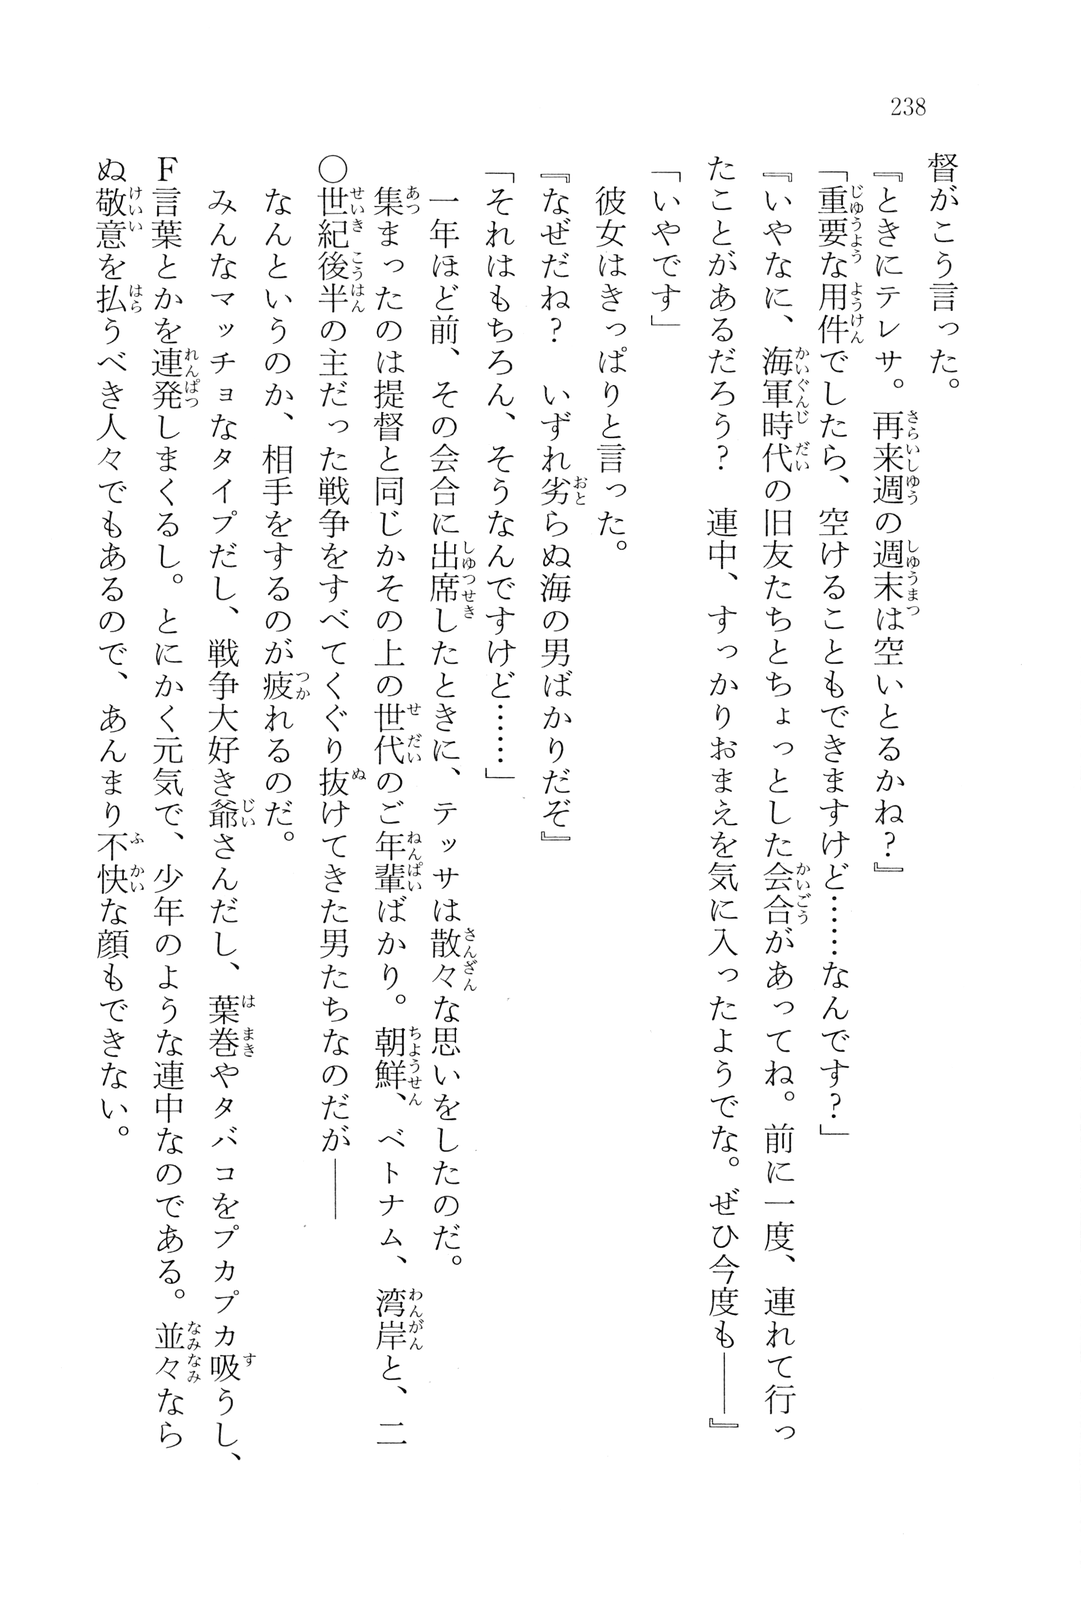 238
督がこう言った。
『ときにテレサ。再来週の週末は空いとるかね？』
「重要な用件でしたら、空けることもできますけど……なんです？」
『いやなに、海軍時代の旧友たちとちょっとした会合があってね。前に一度、連れて行っ
たことがあるだろう？　連中、すっかりおまえを気に入ったようでな。ぜひ今度も――』
「いやです」
彼女はきっぱりと言った。
『なぜだね？　いずれ劣らぬ海の男ばかりだぞ』
「それはもちろん、そうなんですけど……」
一年ほど前、その会合に出席したときに、テッサは散々な思いをしたのだ。
集まったのは提督と同じかその上の世代のご年輩ばかり。朝鮮、ベトナム、湾岸と、二
〇世紀後半の主だった戦争をすべてくぐり抜けてきた男たちなのだが――
なんというのか、相手をするのが疲れるのだ。
みんなマッチョなタイプだし、戦争大好き爺さんだし、葉巻やタバコをプカプカ吸うし、
Ｆ言葉とかを連発しまくるし。とにかく元気で、少年のような連中なのである。並々なら
ぬ敬意を払うべき人々でもあるので、あんまり不快な顔もできない。